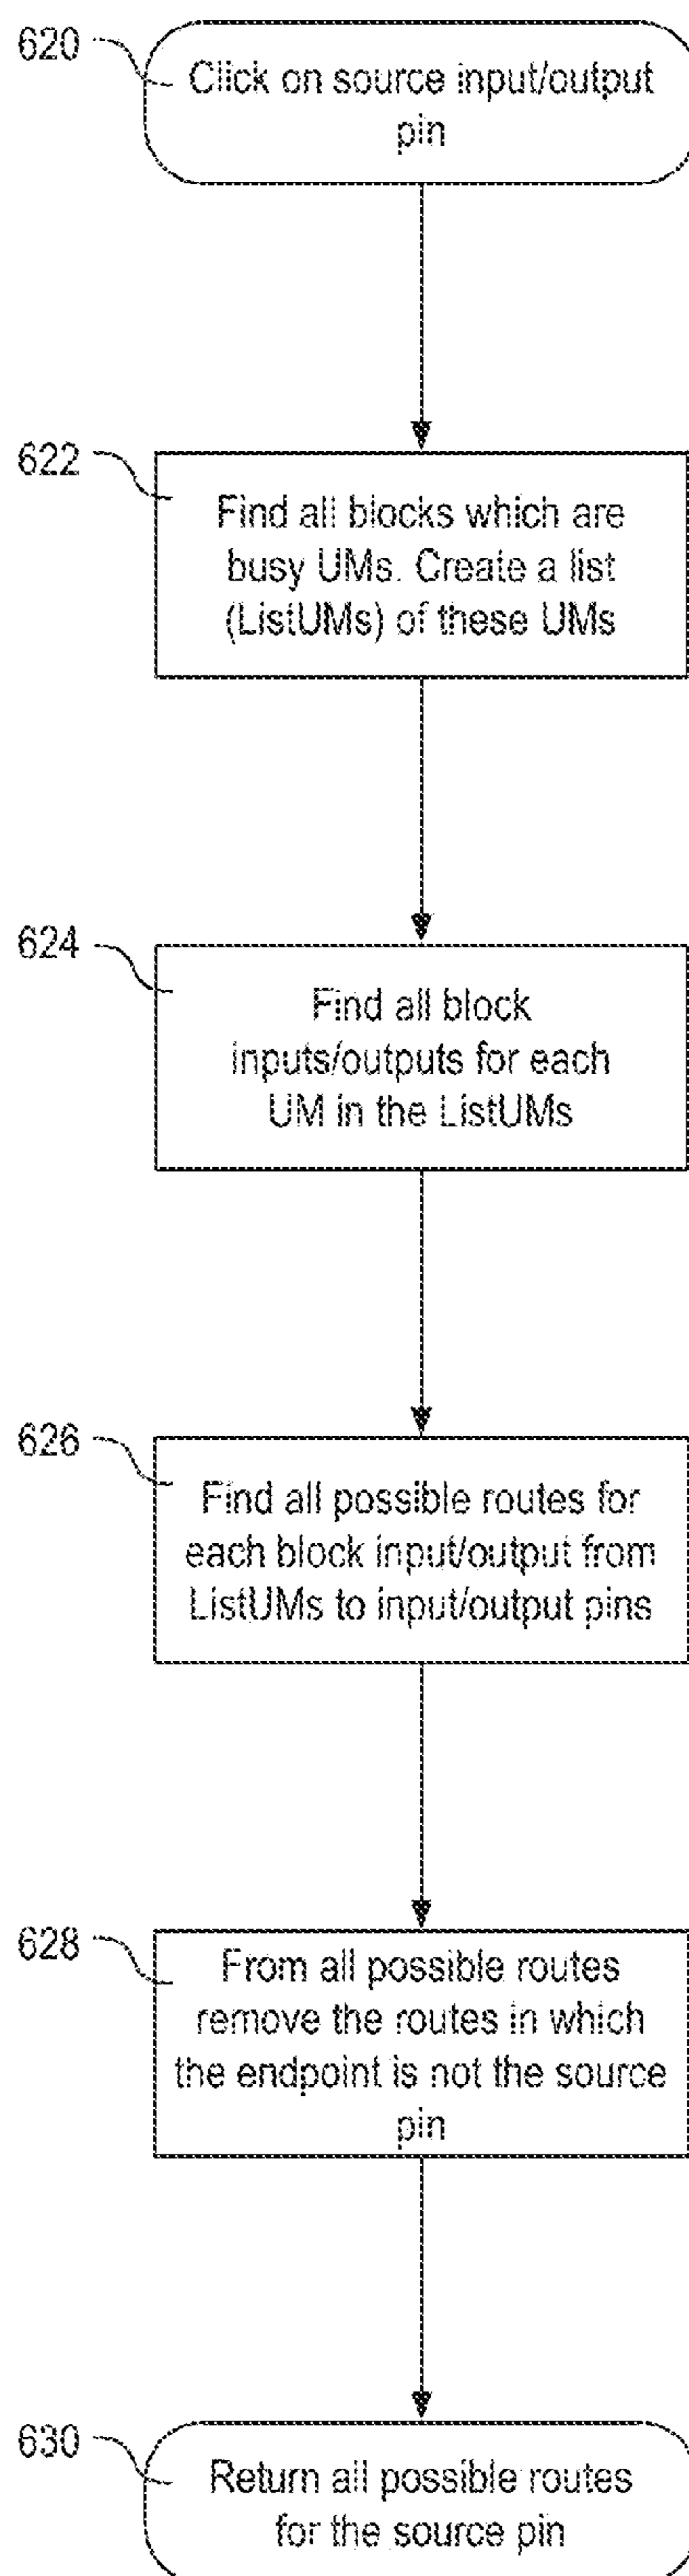 620
Click on source input/output
pin
622
Find all blocks which are
busy UMs. Create a list
(ListUMs) of these UMs
624
Find all block
inputs/outputs for each
UM in the ListUMs
626
Find all possible routes for
each block input/output from
ListUMs to input/output pins
628
From all possible routes
remove the routes in which
the endpoint is not the source
pin
630
Return all possible routes
for the source pin